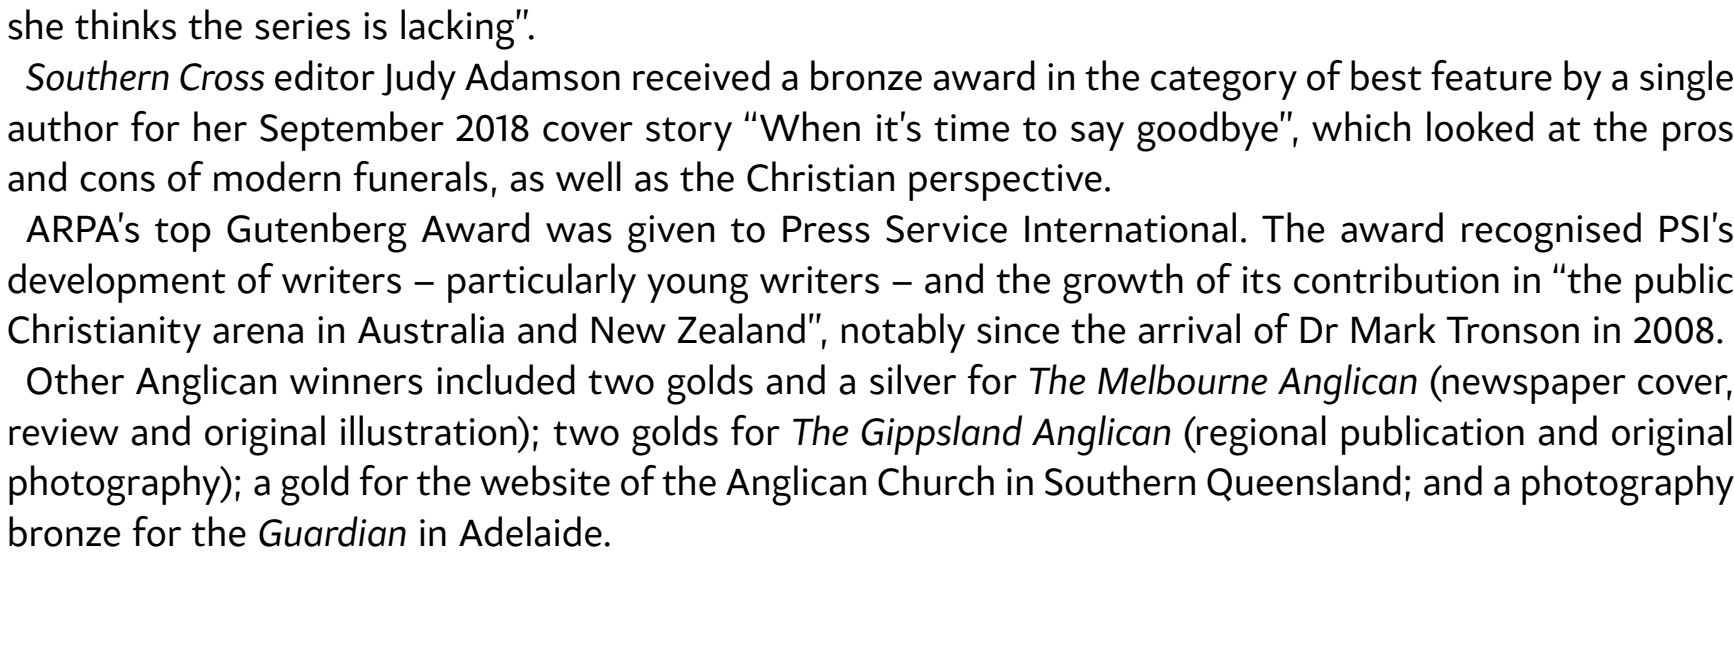 she thinks the series is lacking”.
Southern Cross editor Judy Adamson received a bronze award in the category of best feature by a single
author for her September 2018 cover story “When it’s time to say goodbye”, which looked at the pros
and cons of modern funerals, as well as the Christian perspective.
ARPA’s top Gutenberg Award was given to Press Service International. The award recognised PSI’s
development of writers – particularly young writers – and the growth of its contribution in “the public
Christianity arena in Australia and New Zealand”, notably since the arrival of Dr Mark Tronson in 2008.
Other Anglican winners included two golds and a silver for The Melbourne Anglican (newspaper cover,
review and original illustration); two golds for The Gippsland Anglican (regional publication and original
photography); a gold for the website of the Anglican Church in Southern Queensland; and a photography
bronze for the Guardian in Adelaide.